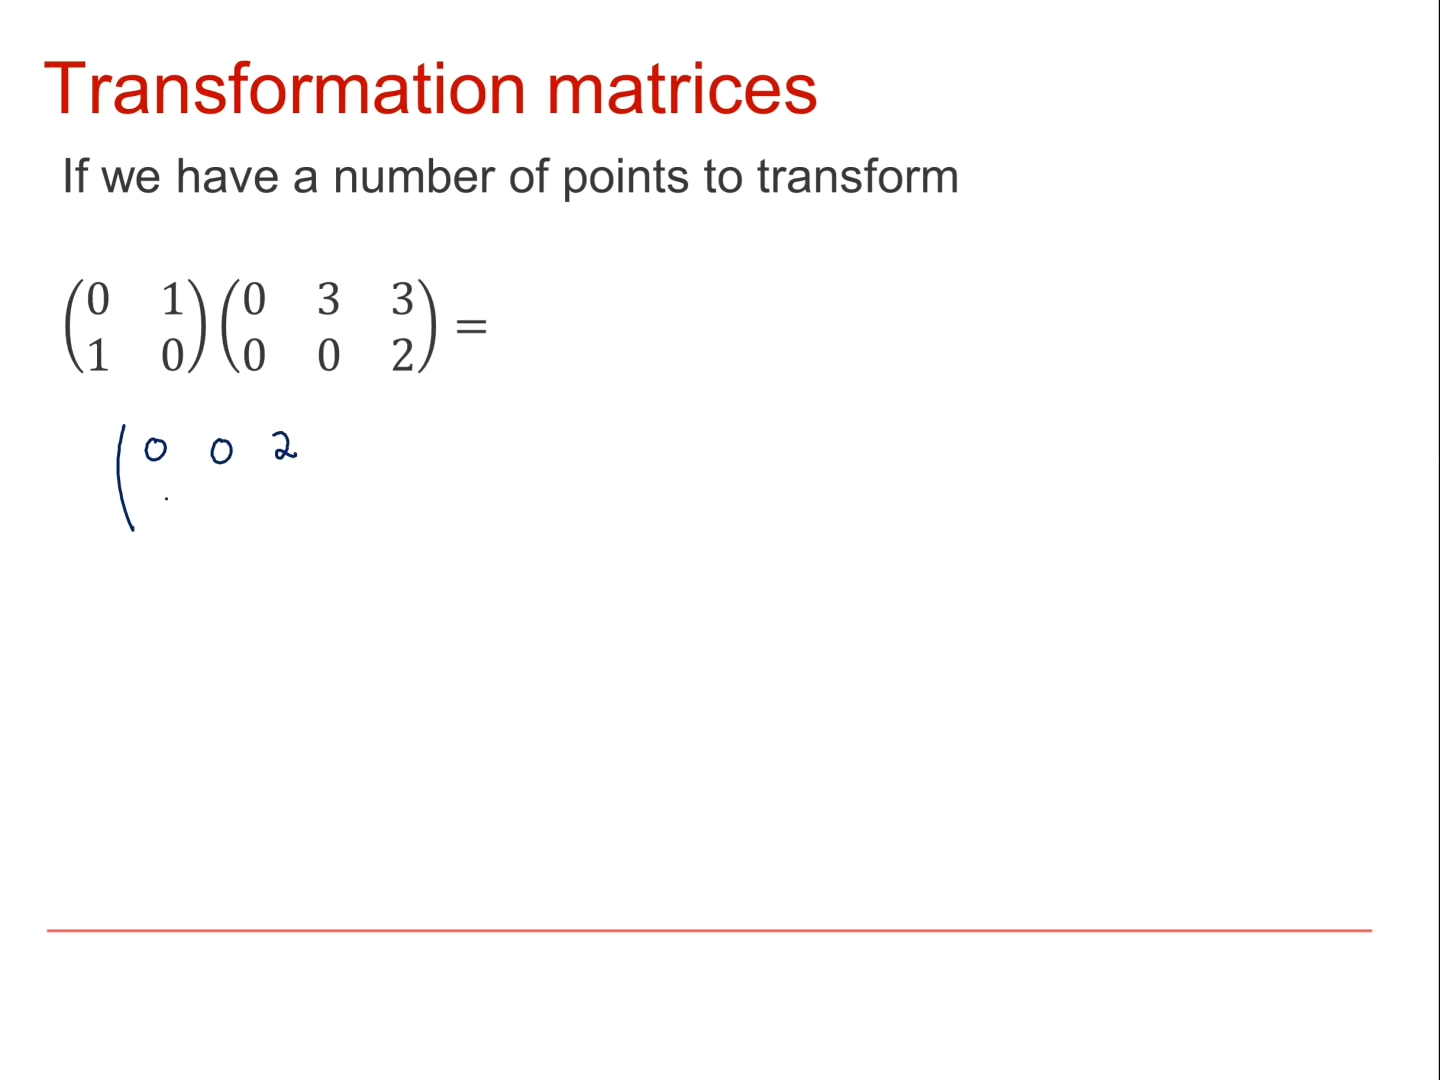 Transformation matrices
If we have a number of points to transform
(0 1) (0 3 3) =
(1 0) (0 0 2)
( 0 0 2